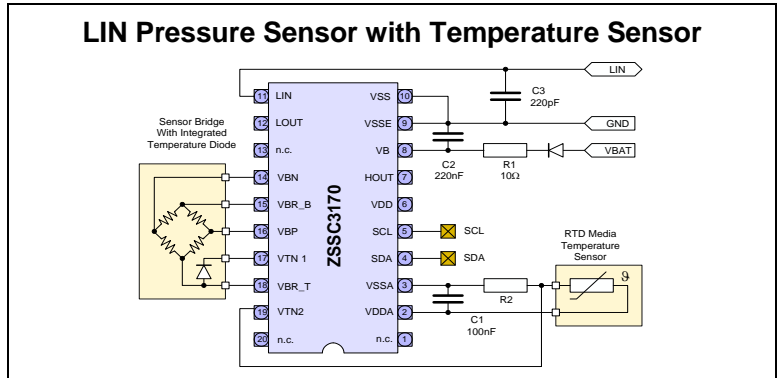 LIN Pressure Sensor with Temperature Sensor
LIN
C3
220pF
GND
VBAT
C2
220nF
R1
10Ω
Sensor Bridge
With Integrated
Temperature Diode
ZSSC3170
11 LIN
12 LOUT
13 n.c.
14 VBN
15 VBR_B
16 VBP
17 VTN 1
18 VBR_T
19 VTN2
20 n.c.
VSS 10
VSSE 9
VB 8
HOUT 7
VDD 6
SCL 5
SDA 4
VSSA 3
VDDA 2
n.c. 1
SCL
SDA
R2
C1
100nF
RTD Media
Temperature
Sensor
ϑ